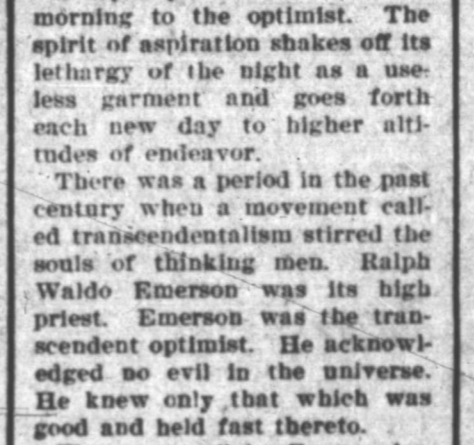 morning to the optimist. The
spirit of aspiration shakes off its
lethargy of the night as a use-
less garment and goes forth
each new day to higher alti-
tudes of endeavor.
There was a period in the past
century when a movement call-
ed transcendentalism stirred the
souls of thinking men. Ralph
Waldo Emerson was its high
priest. Emerson was the tran-
scendent optimist. He acknowl-
edged no evil in the universe.
He knew only that which was
good and held fast thereto.